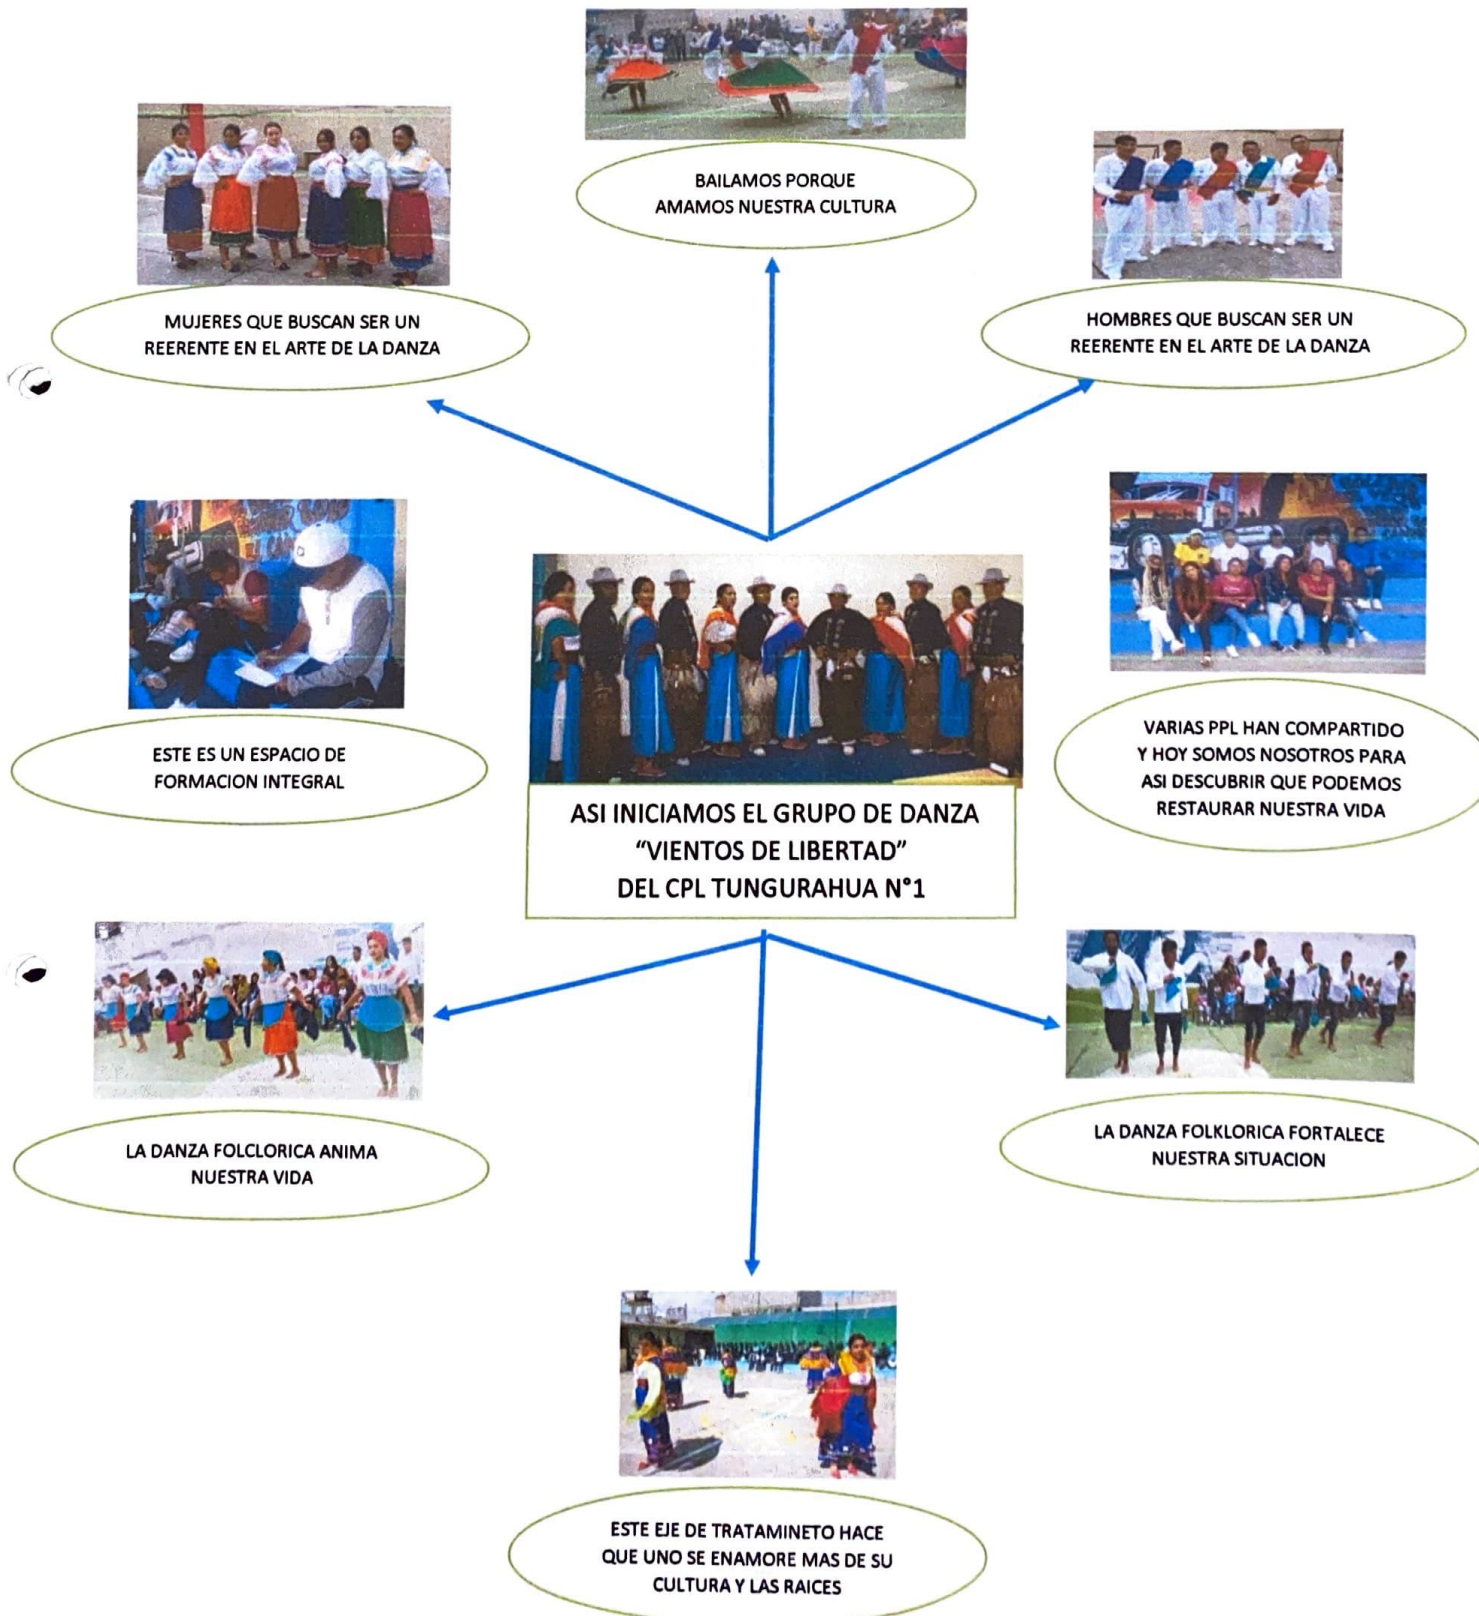 BAILAMOS PORQUE
AMAMOS NUESTRA CULTURA
MUJERES QUE BUSCAN SER UN
REERENTE EN EL ARTE DE LA DANZA
HOMBRES QUE BUSCAN SER UN
REERENTE EN EL ARTE DE LA DANZA
ESTE ES UN ESPACIO DE
FORMACION INTEGRAL
VARIAS PPL HAN COMPARTIDO
Y HOY SOMOS NOSOTROS PARA
ASI DESCUBRIR QUE PODEMOS
RESTAURAR NUESTRA VIDA
ASI INICIAMOS EL GRUPO DE DANZA
“VIENTOS DE LIBERTAD”
DEL CPL TUNGURAHUA N°1
LA DANZA FOLCLORICA ANIMA
NUESTRA VIDA
LA DANZA FOLKLORICA FORTALECE
NUESTRA SITUACION
ESTE EJE DE TRATAMINETO HACE
QUE UNO SE ENAMORE MAS DE SU
CULTURA Y LAS RAICES